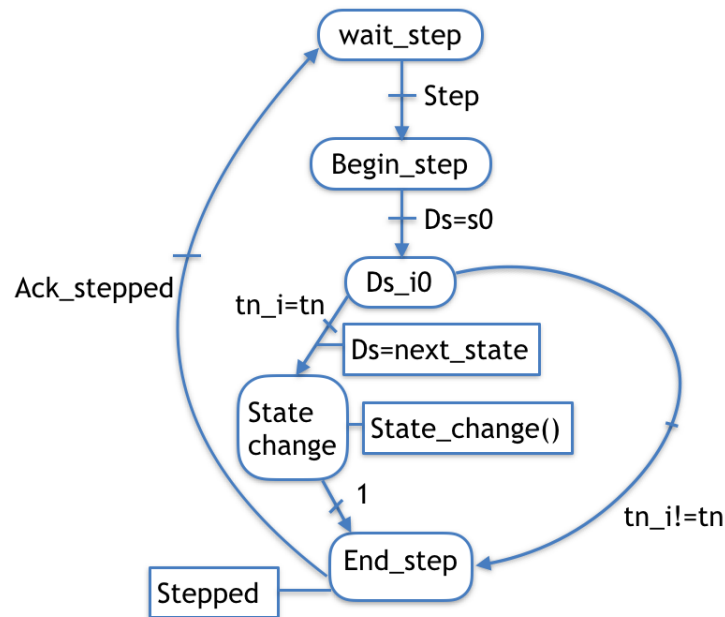 wait_step
Step
Begin_step
Ds=s0
Ds_i0
Ack_stepped
tn_i=tn
Ds=next_state
State
change
State_change()
1
tn_i!=tn
End_step
Stepped